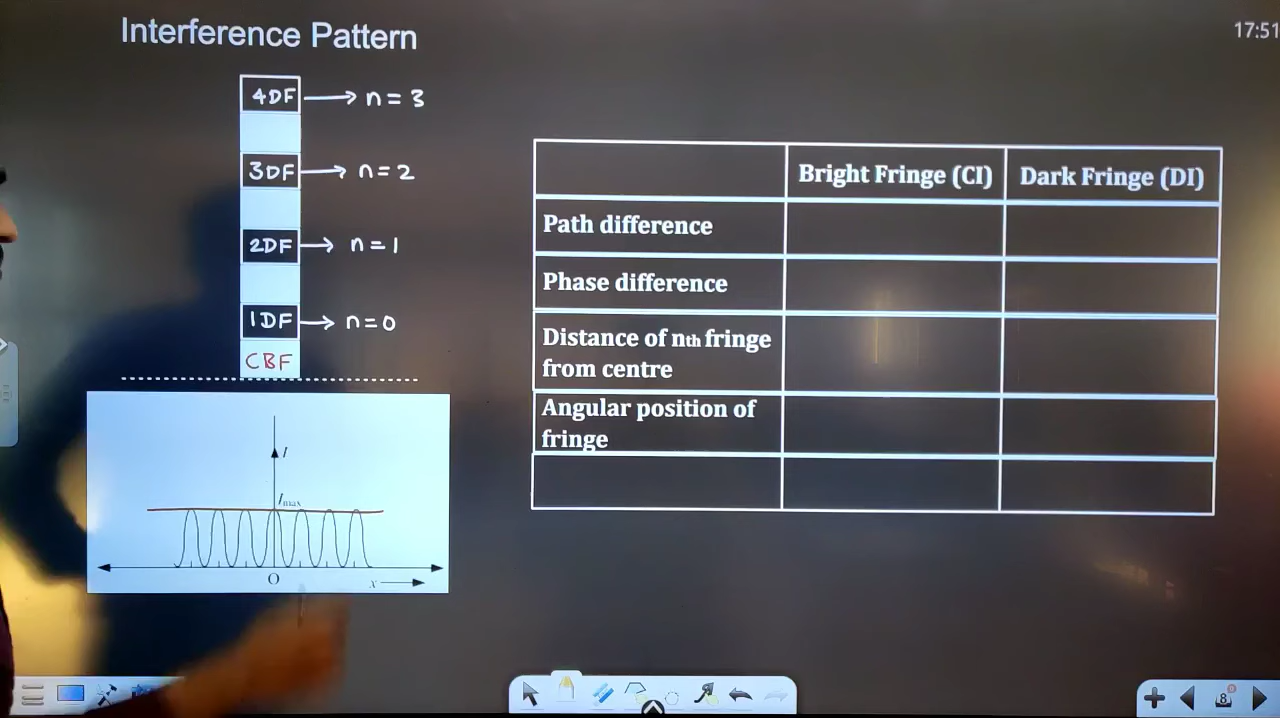 Interference Pattern
17:51
4DF → n = 3
3DF → n = 2
2DF → n = 1
1DF → n = 0
CBF
I
Imax
O
x
Bright Fringe (CI) Dark Fringe (DI)
Path difference
Phase difference
Distance of nth fringe
from centre
Angular position of
fringe
8